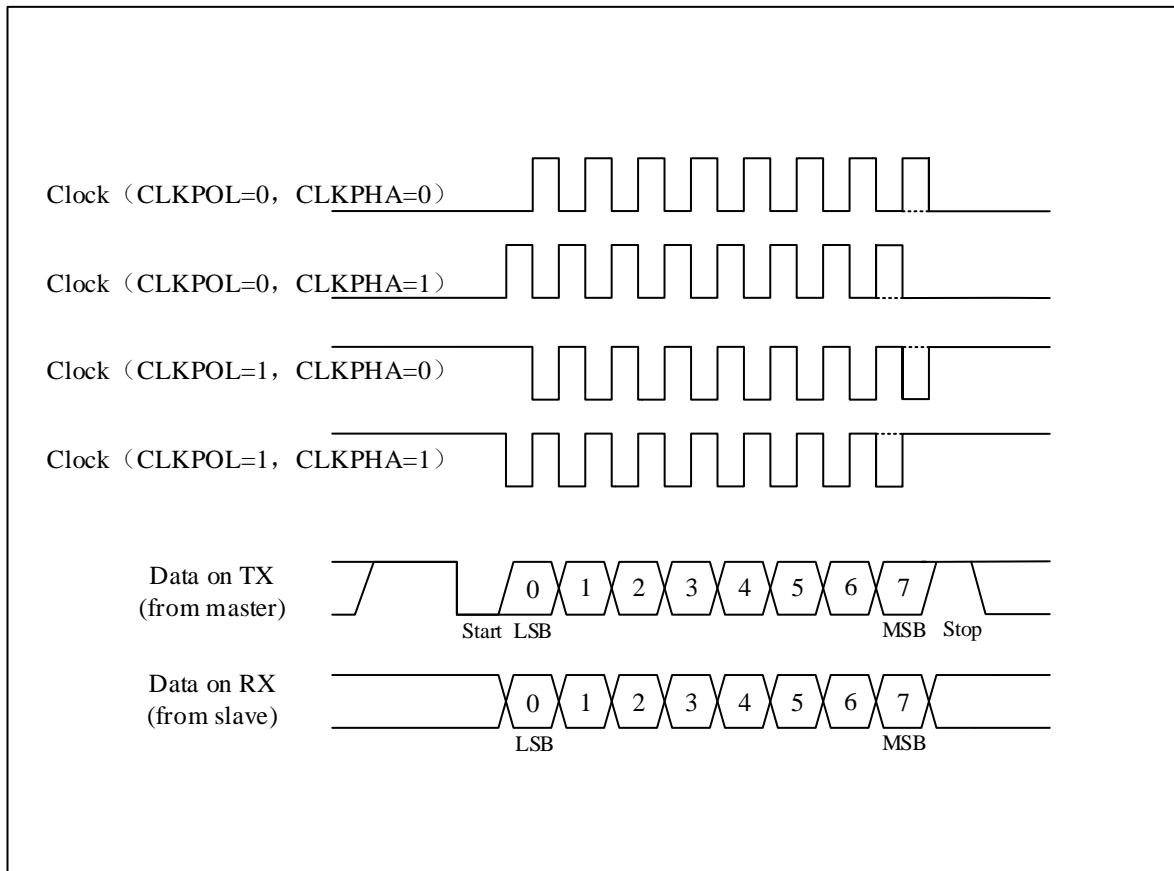 Clock（CLKPOL=0，CLKPHA=0）
Clock（CLKPOL=0，CLKPHA=1）
Clock（CLKPOL=1，CLKPHA=0）
Clock（CLKPOL=1，CLKPHA=1）
Data on TX
(from master)
0 1 2 3 4 5 6 7
Start LSB MSB Stop
Data on RX
(from slave)
0 1 2 3 4 5 6 7
LSB MSB